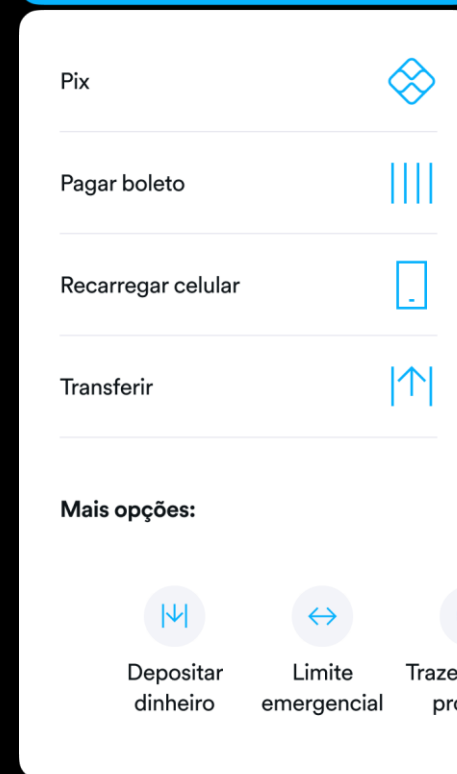 Pix
Pagar boleto
Recarregar celular
Transferir
Mais opções:
Depositar
dinheiro
Limite
emergencial